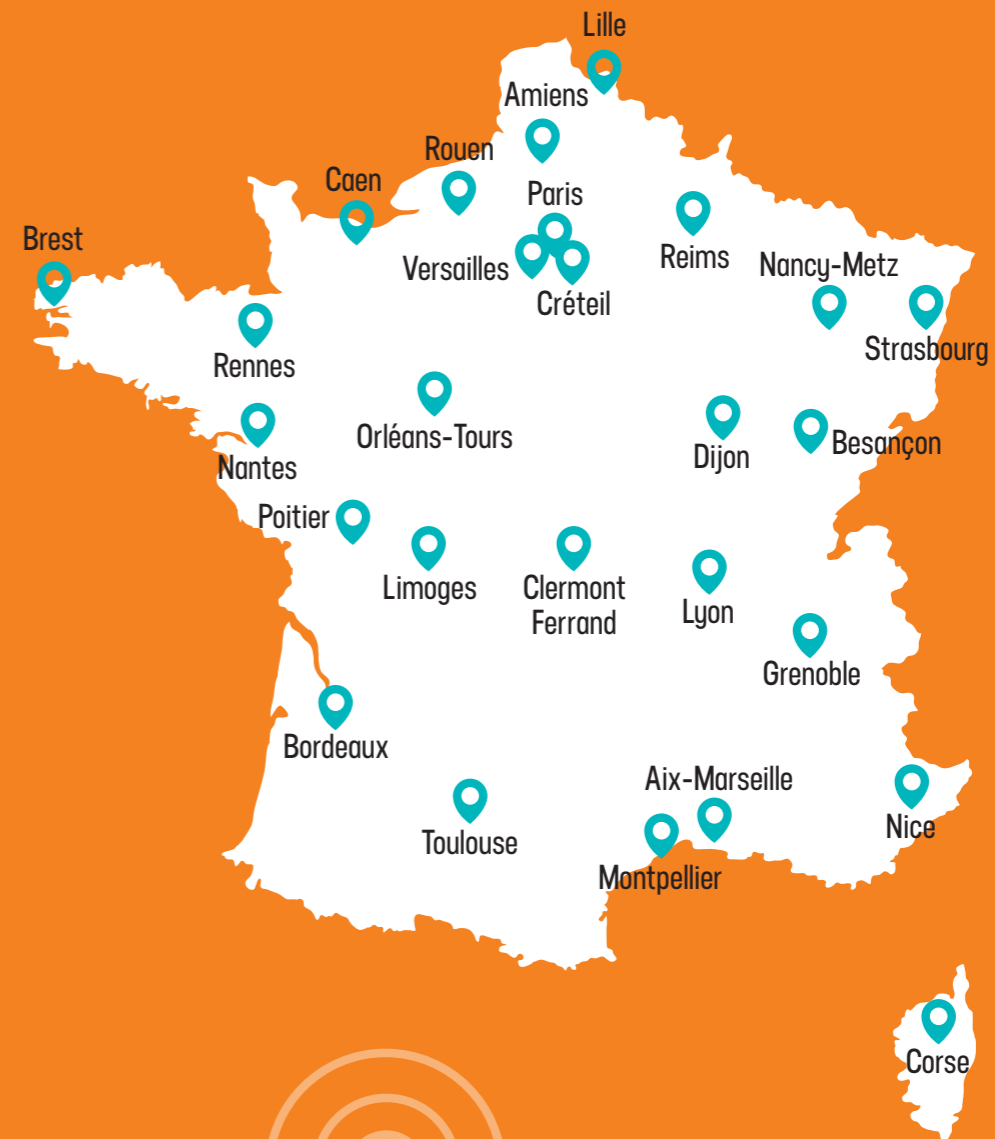 Lille
Amiens
Rouen
Caen
Paris
Brest
Reims
Versailles
Nancy-Metz
Créteil
Strasbourg
Rennes
Orléans-Tours
Besançon
Dijon
Nantes
Poitier
Limoges
Clermont
Ferrand
Lyon
Grenoble
Bordeaux
Aix-Marseille
Nice
Toulouse
Montpellier
Corse